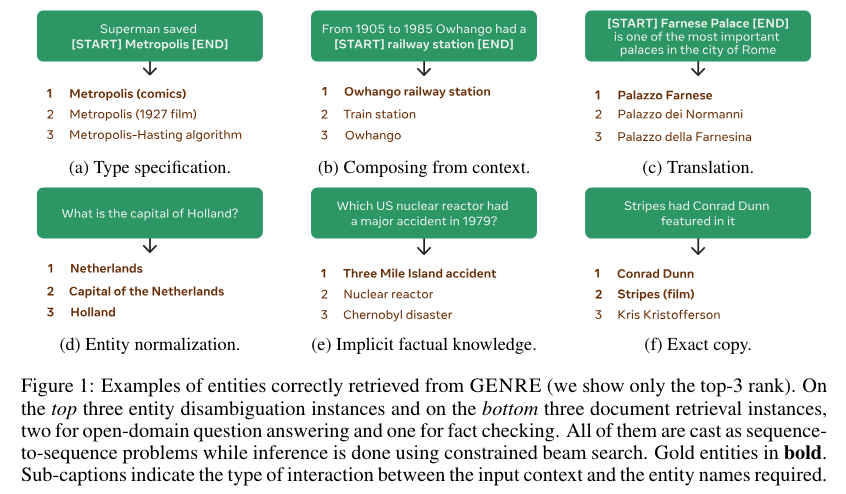 Superman saved
[START] Metropolis [END]
1 Metropolis (comics)
2 Metropolis (1927 film)
3 Metropolis-Hasting algorithm
(a) Type specification.
From 1905 to 1985 Owhango had a
[START] railway station [END]
1 Owhango railway station
2 Train station
3 Owhango
(b) Composing from context.
[START] Farnese Palace [END]
is one of the most important
palaces in the city of Rome
1 Palazzo Farnese
2 Palazzo dei Normanni
3 Palazzo della Farnesina
(c) Translation.
What is the capital of Holland?
1 Netherlands
2 Capital of the Netherlands
3 Holland
(d) Entity normalization.
Which US nuclear reactor had
a major accident in 1979?
1 Three Mile Island accident
2 Nuclear reactor
3 Chernobyl disaster
(e) Implicit factual knowledge.
Stripes had Conrad Dunn
featured in it
1 Conrad Dunn
2 Stripes (film)
3 Kris Kristofferson
(f) Exact copy.
Figure 1: Examples of entities correctly retrieved from GENRE (we show only the top-3 rank). On
the top three entity disambiguation instances and on the bottom three document retrieval instances,
two for open-domain question answering and one for fact checking. All of them are cast as sequence-
to-sequence problems while inference is done using constrained beam search. Gold entities in bold.
Sub-captions indicate the type of interaction between the input context and the entity names required.